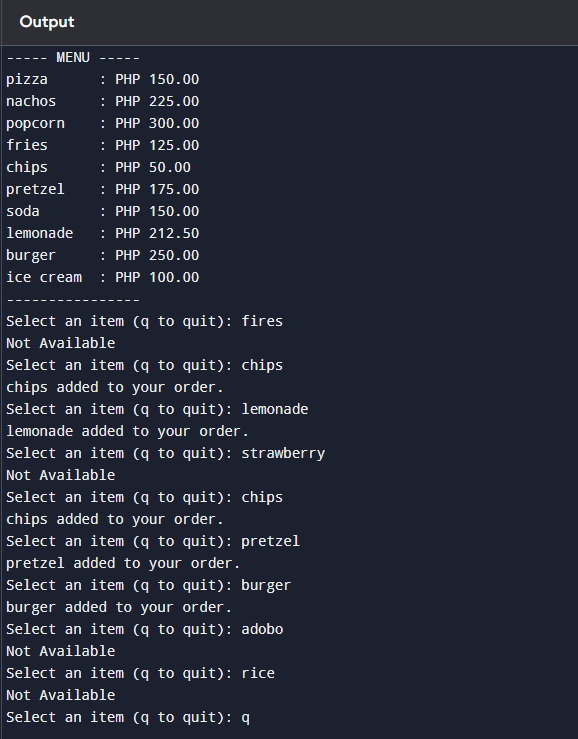 Output
----- MENU -----
pizza      : PHP 150.00
nachos     : PHP 225.00
popcorn    : PHP 300.00
fries      : PHP 125.00
chips      : PHP 50.00
pretzel    : PHP 175.00
soda       : PHP 150.00
lemonade   : PHP 212.50
burger     : PHP 250.00
ice cream  : PHP 100.00
----------------
Select an item (q to quit): fires
Not Available
Select an item (q to quit): chips
chips added to your order.
Select an item (q to quit): lemonade
lemonade added to your order.
Select an item (q to quit): strawberry
Not Available
Select an item (q to quit): chips
chips added to your order.
Select an item (q to quit): pretzel
pretzel added to your order.
Select an item (q to quit): burger
burger added to your order.
Select an item (q to quit): adobo
Not Available
Select an item (q to quit): rice
Not Available
Select an item (q to quit): q